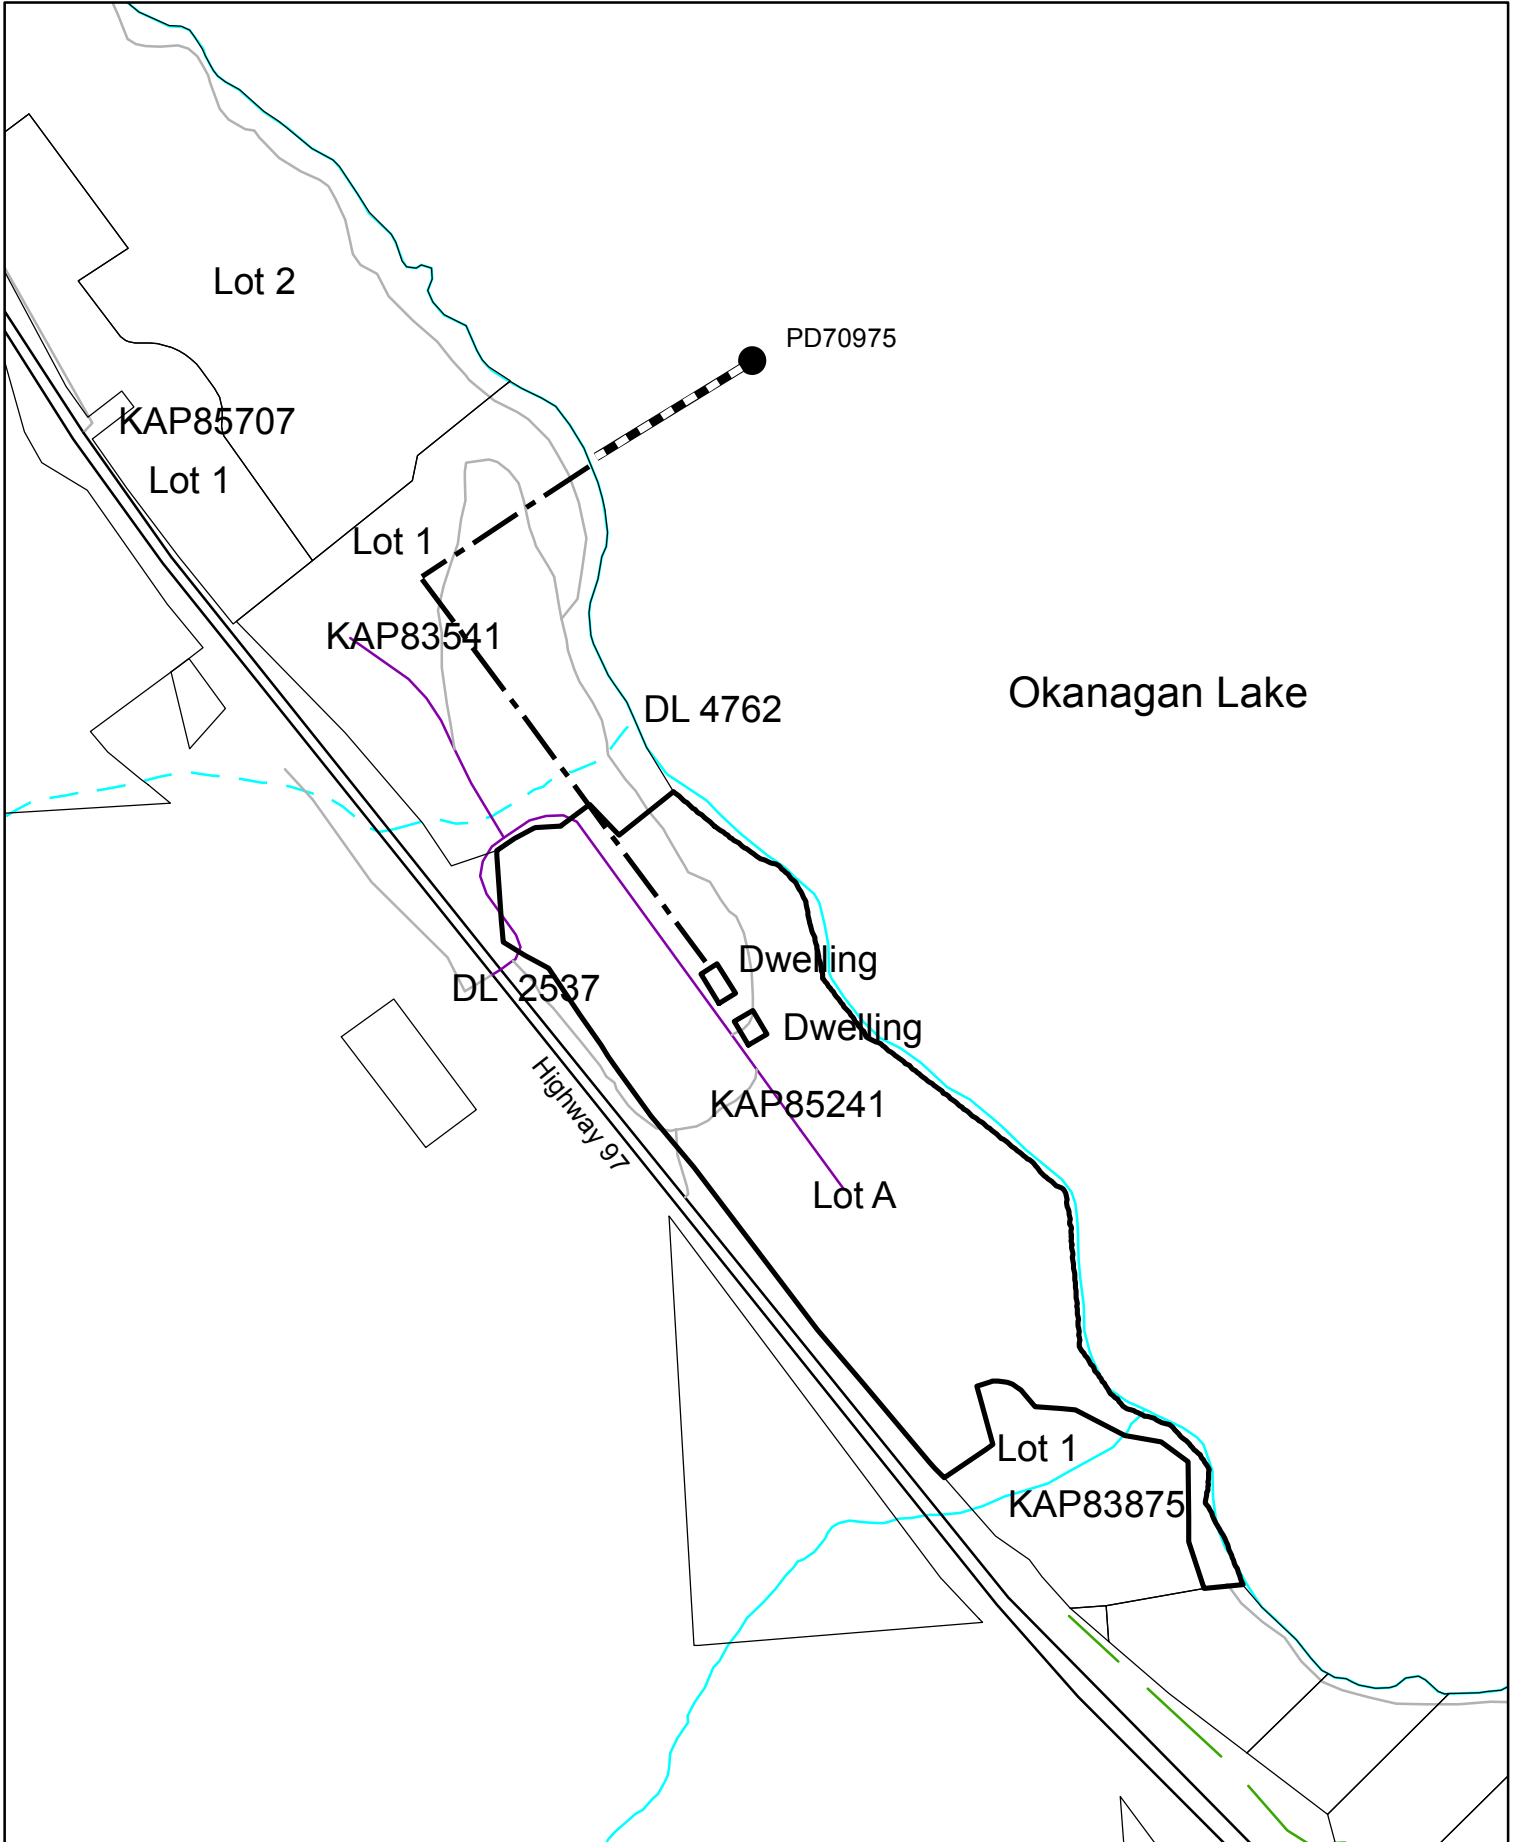 Lot 2
PD70975
KAP85707
Lot 1
Lot 1
KAP83541
Okanagan Lake
DL 4762
Dwelling
DL 2537
Dwelling
Highway 97
KAP85241
Lot A
Lot 1
KAP83875